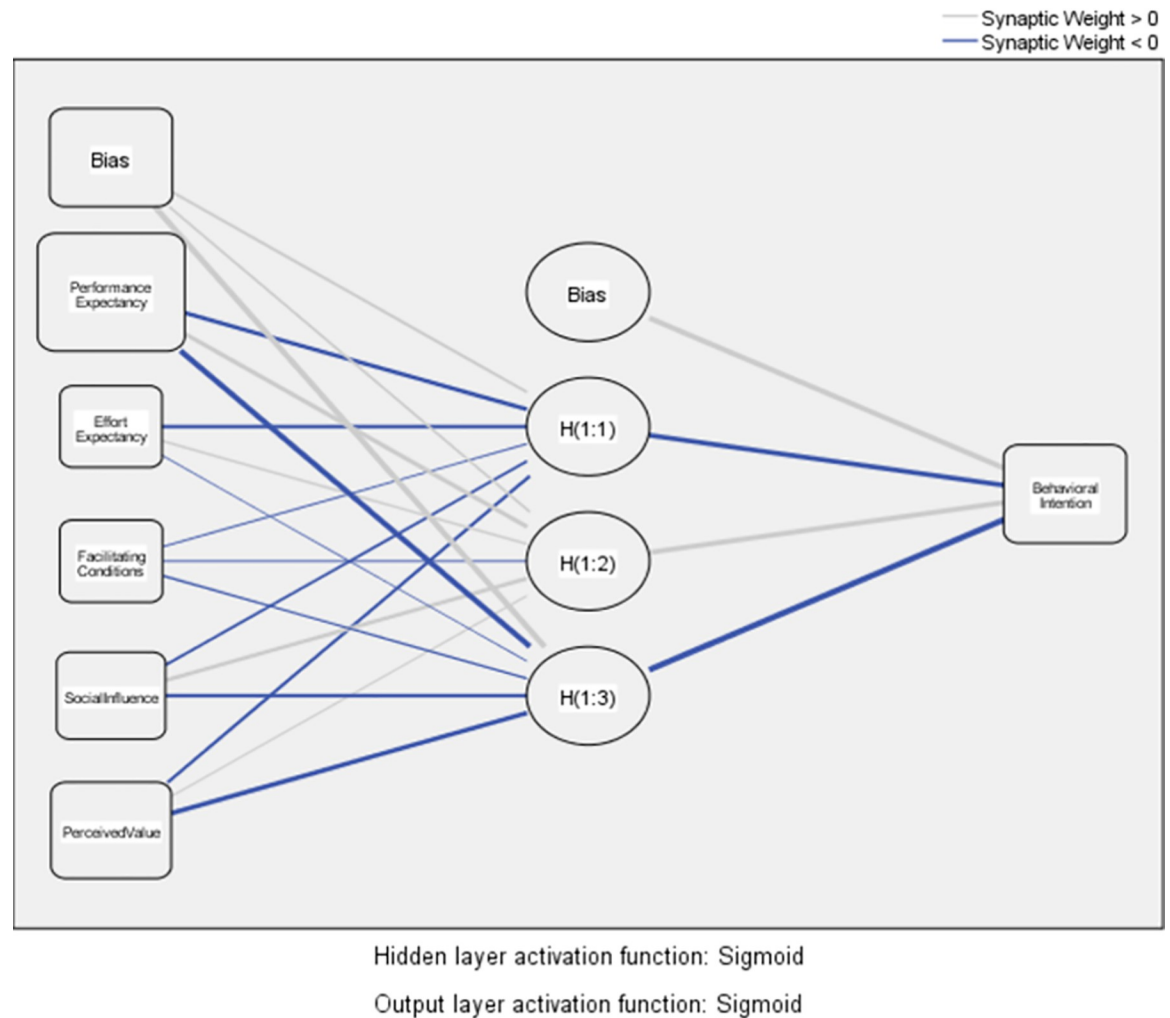 Synaptic Weight > 0
Synaptic Weight < 0
Bias
Performance
Expectancy
Effort
Expectancy
Facilitating
Conditions
SocialInfluence
PerceivedValue
Bias
H(1:1)
H(1:2)
H(1:3)
Behavioral
Intention
Hidden layer activation function: Sigmoid
Output layer activation function: Sigmoid